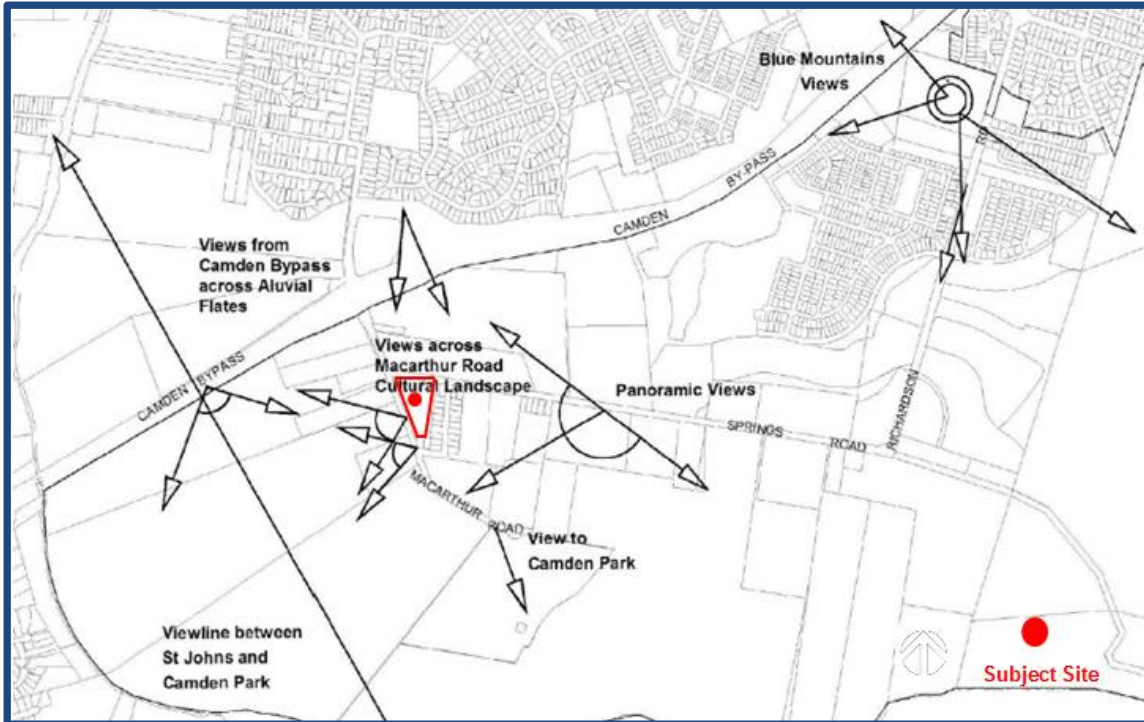 Blue Mountains
Views
RD
BY-PASS
CAMDEN
Views from
Camden Bypass
across Aluvial
Flates
CAMDEN BYPASS
Views across
Macarthur Road
Cultural Landscape
Panoramic Views
SPRINGS ROAD
RICHARDSON
MACARTHUR ROAD
View to
Camden Park
Viewline between
St Johns and
Camden Park
Subject Site